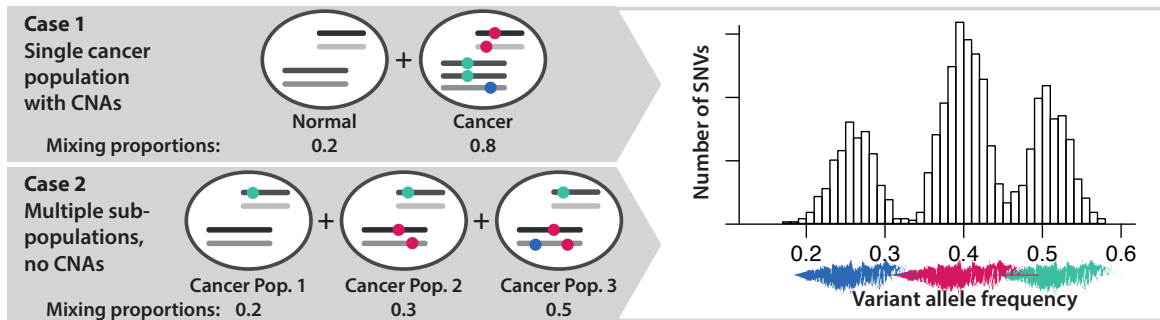 Case 1
Single cancer
population
with CNAs
+
Normal
Cancer
Mixing proportions: 0.2 0.8
Case 2
Multiple sub-
populations,
no CNAs
+ +
Cancer Pop. 1 Cancer Pop. 2 Cancer Pop. 3
Mixing proportions: 0.2 0.3 0.5
Number of SNVs
0.2 0.3 0.4 0.5 0.6
Variant allele frequency